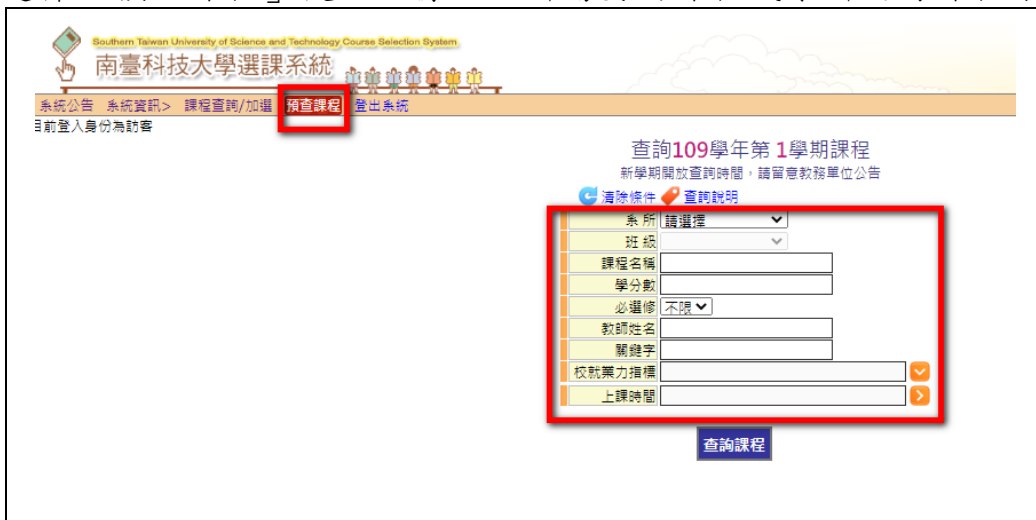 Southern Taiwan University of Science and Technology Course Selection System
南臺科技大學選課系統
系統公告 系統資訊> 課程查詢/加選 預查課程 登出系統
目前登入身份為訪客
查詢109學年第 1學期課程
新學期開放查詢時間，請留意教務單位公告
清除條件 查詢說明
系 所 請選擇
班 級
課程名稱
學分數
必選修 不限
教師姓名
關鍵字
校就業力指標
上課時間
查詢課程